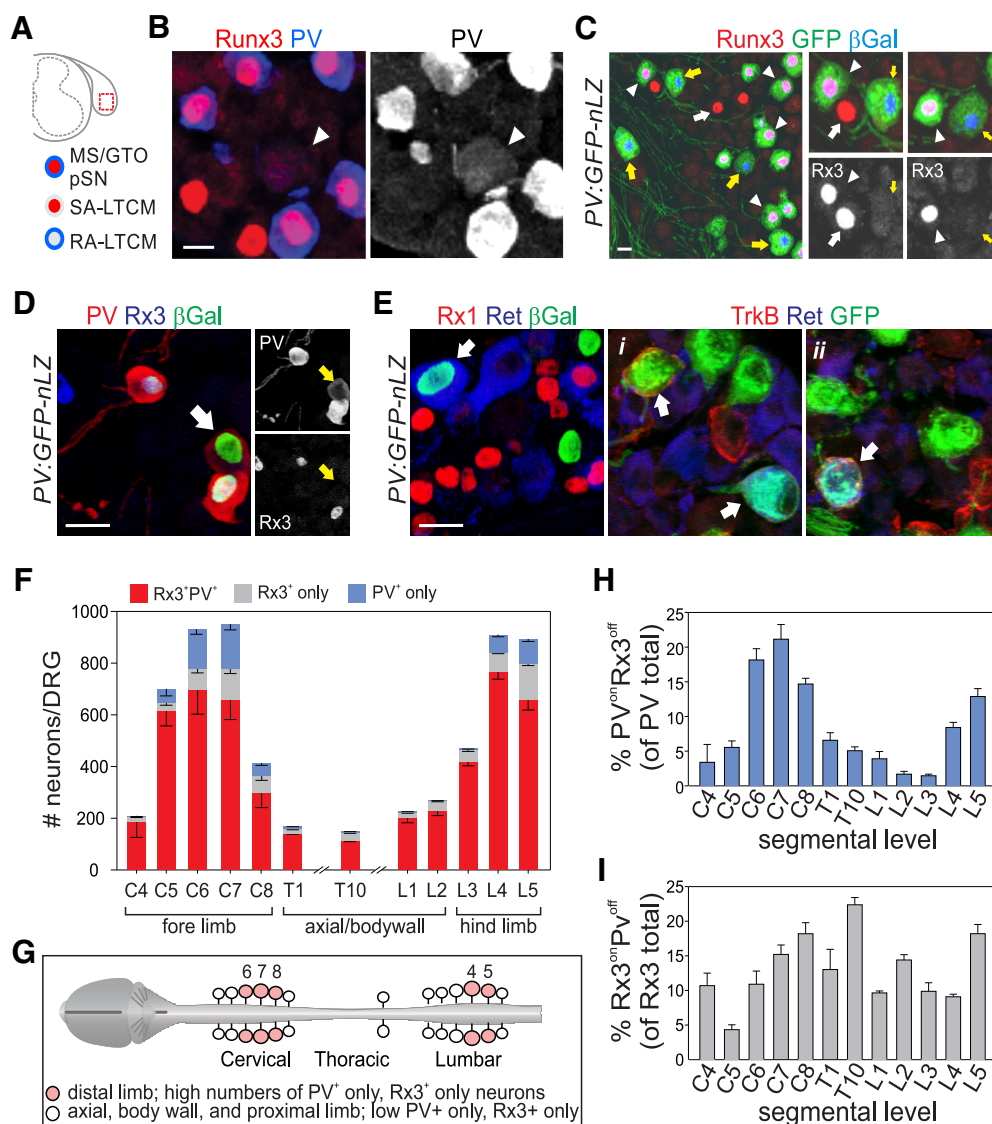 A
MS/GTO
pSN
SA-LTCM
RA-LTCM
B
Runx3 PV
PV
C
Runx3 GFP βGal
PV:GFP-nLZ
Rx3
Rx3
D
PV Rx3 βGal
PV:GFP-nLZ
PV
Rx3
E
Rx1 Ret βGal
TrkB Ret GFP
PV:GFP-nLZ
i
ii
F
Rx3⁺PV⁺
Rx3⁺ only
PV⁺ only
# neurons/DRG
1000
800
600
400
200
0
C4 C5 C6 C7 C8 T1 T10 L1 L2 L3 L4 L5
fore limb
axial/bodywall
hind limb
G
6 7 8
4 5
Cervical Thoracic Lumbar
distal limb; high numbers of PV⁺ only, Rx3⁺ only neurons
axial, body wall, and proximal limb; low PV+ only, Rx3+ only
H
% PVᵒⁿRx3ᵒᶠᶠ
(of PV total)
25
20
15
10
5
0
C4 C5 C6 C7 C8 T1 T10 L1 L2 L3 L4 L5
segmental level
I
% Rx3ᵒⁿPvᵒᶠᶠ
(of Rx3 total)
25
20
15
10
5
0
C4 C5 C6 C7 C8 T1 T10 L1 L2 L3 L4 L5
segmental level